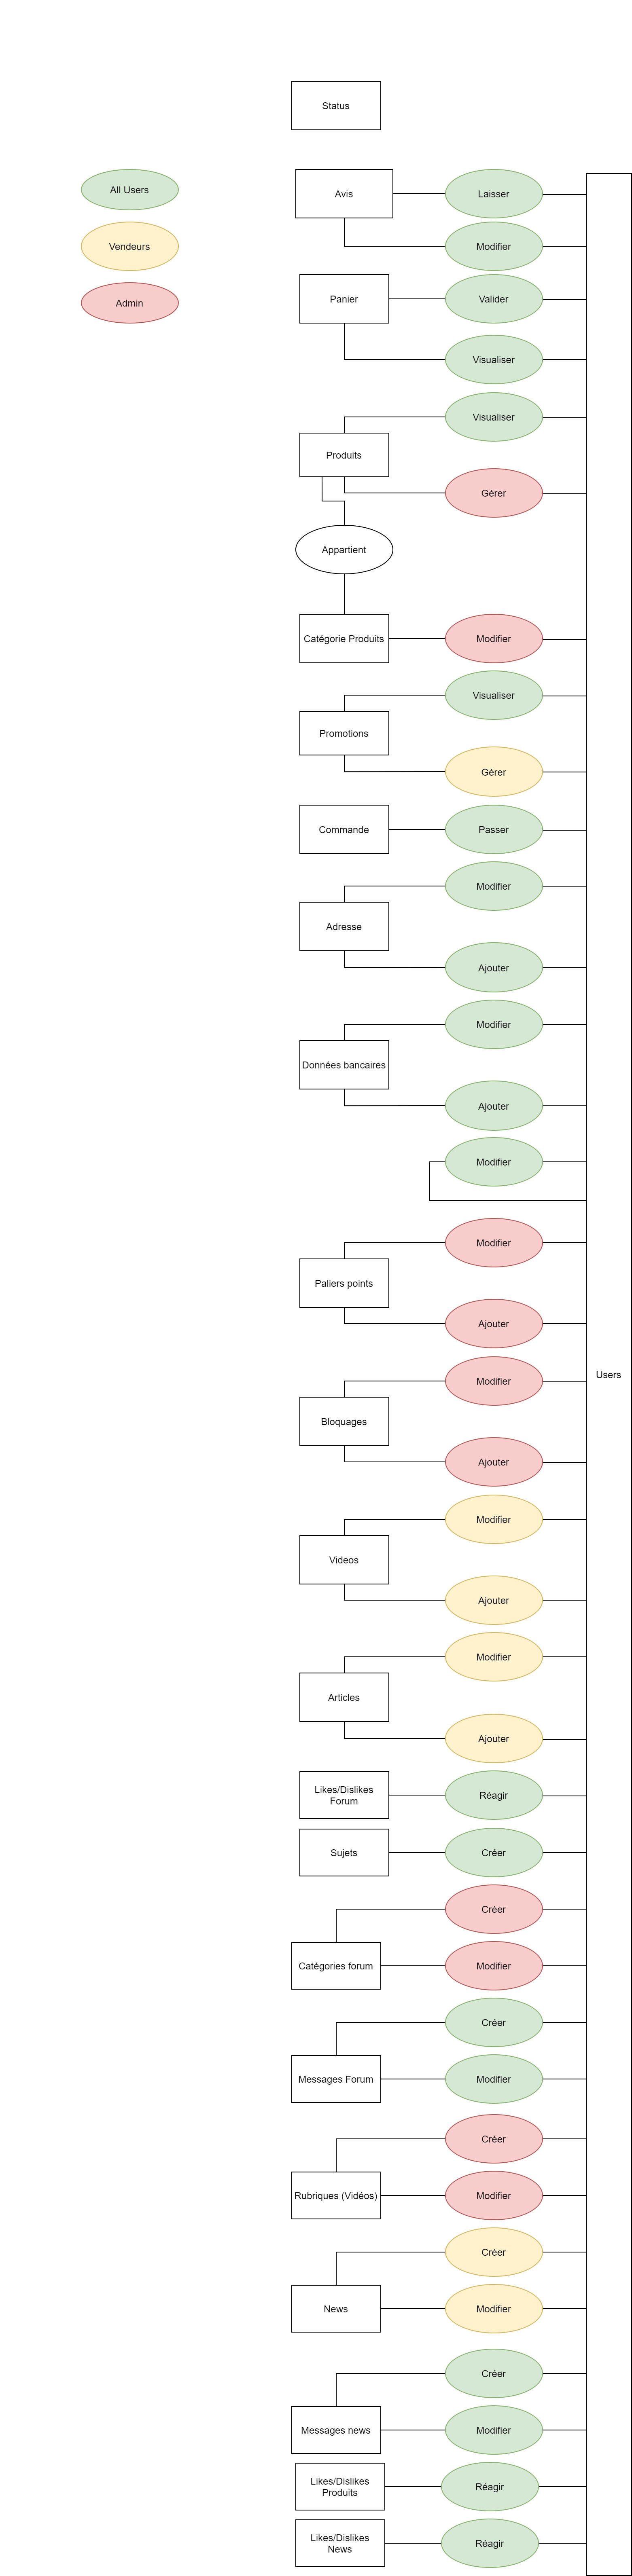 Status
All Users
Avis
Laisser
Vendeurs
Modifier
Admin
Panier
Valider
Visualiser
Visualiser
Produits
Gérer
Appartient
Catégorie Produits
Modifier
Visualiser
Promotions
Gérer
Commande
Passer
Modifier
Adresse
Ajouter
Modifier
Données bancaires
Ajouter
Modifier
Modifier
Paliers points
Ajouter
Users
Modifier
Bloquages
Ajouter
Modifier
Videos
Ajouter
Modifier
Articles
Ajouter
Likes/Dislikes
Forum
Réagir
Sujets
Créer
Créer
Catégories forum
Modifier
Créer
Messages Forum
Modifier
Créer
Rubriques (Vidéos)
Modifier
Créer
News
Modifier
Créer
Messages news
Modifier
Likes/Dislikes
Produits
Réagir
Likes/Dislikes
News
Réagir